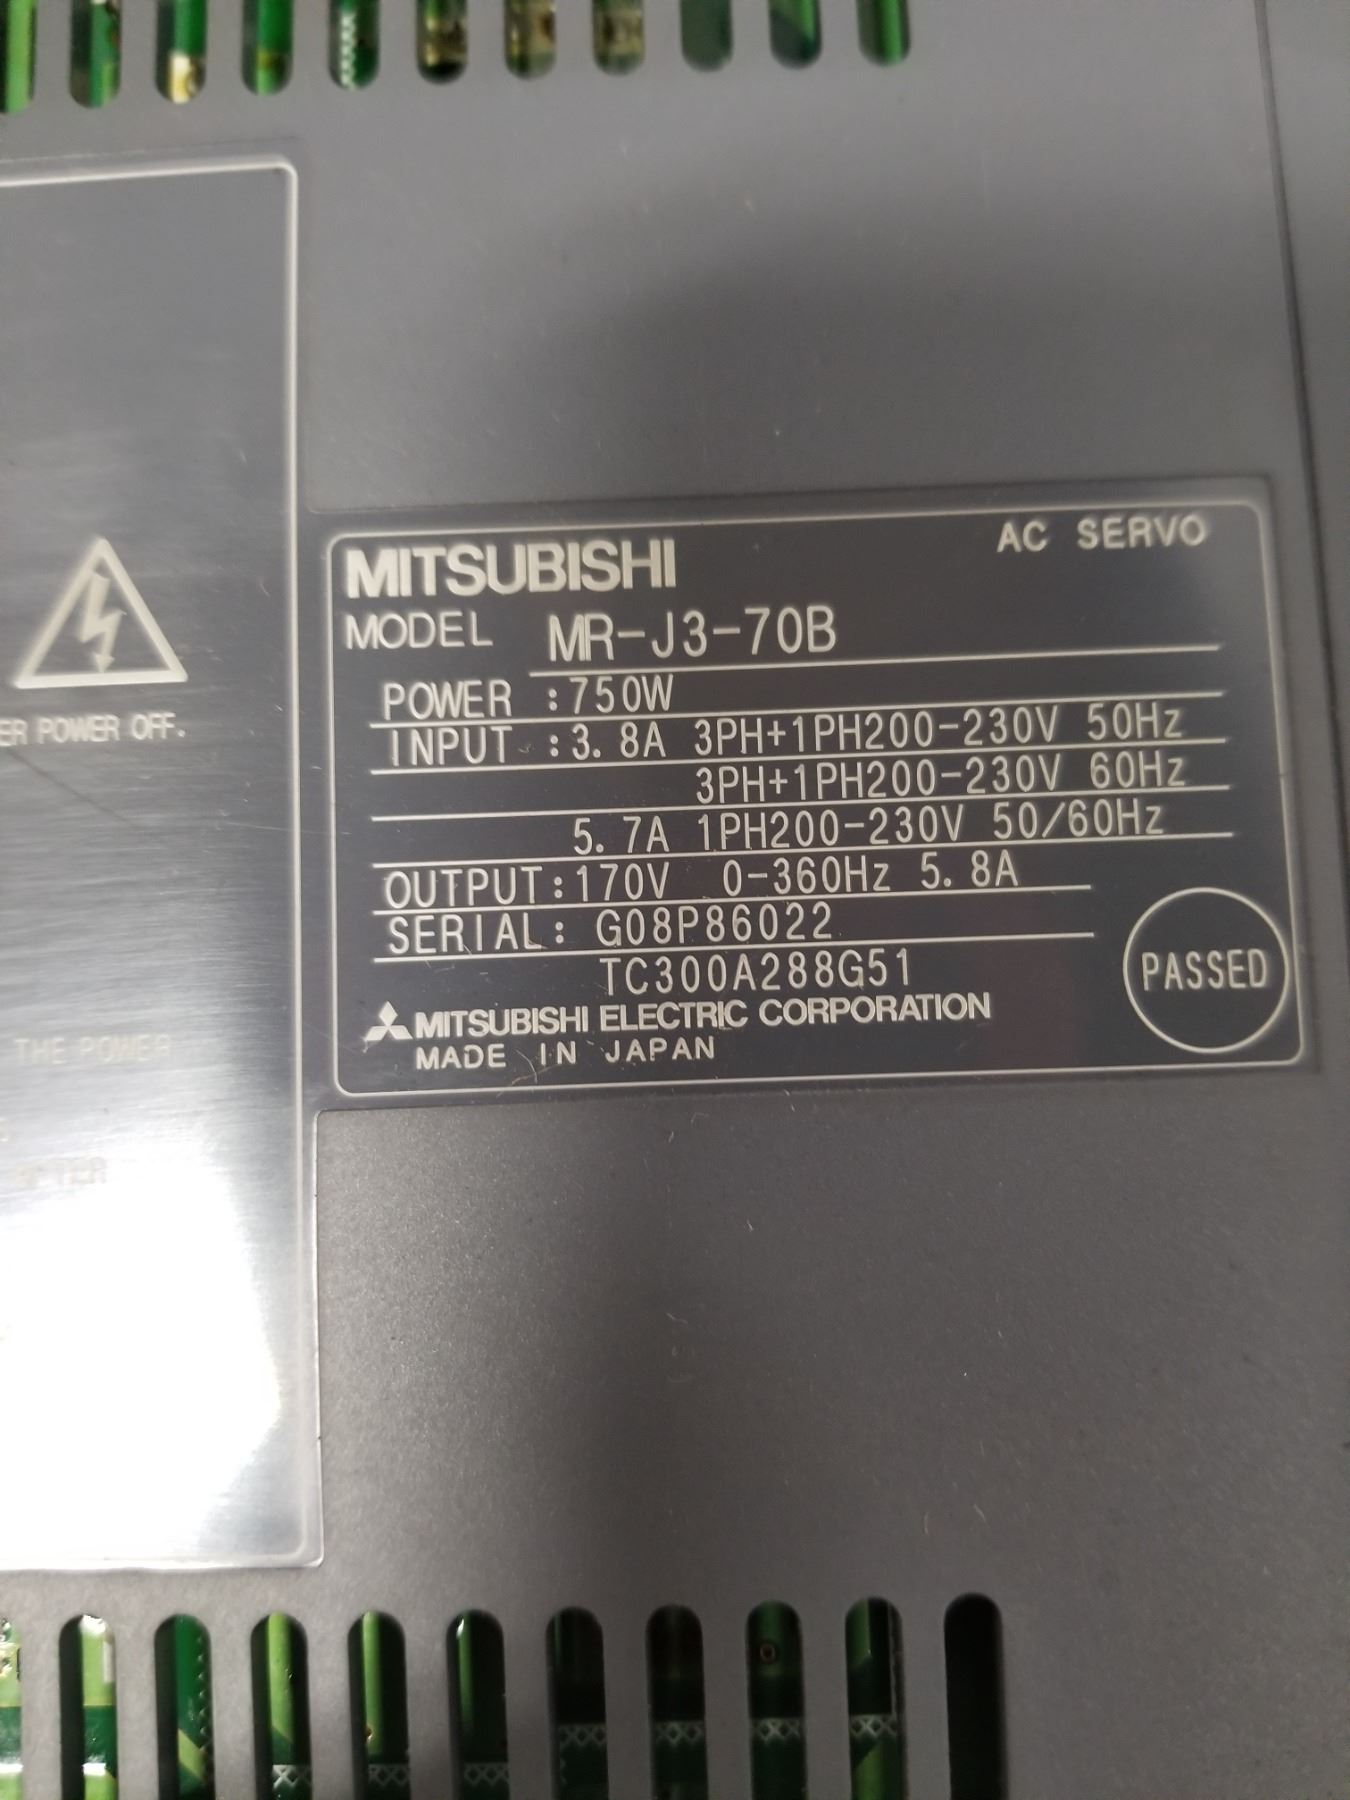 MITSUBISHI
AC SERVO
MODEL MR-J3-70B
POWER :750W
INPUT :3.8A 3PH+1PH200-230V 50Hz
3PH+1PH200-230V 60Hz
5.7A 1PH200-230V 50/60Hz
OUTPUT:170V 0-360Hz 5.8A
SERIAL: G08P86022
TC300A288G51
PASSED
MITSUBISHI ELECTRIC CORPORATION
MADE IN JAPAN
POWER OFF.
THE POWER
AFTER